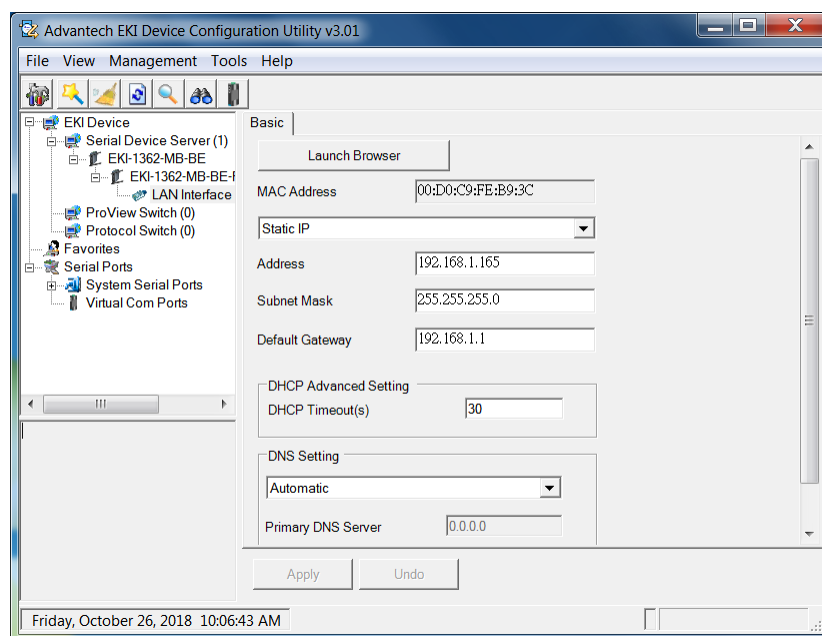 Advantech EKI Device Configuration Utility v3.01
File View Management Tools Help
EKI Device
Serial Device Server (1)
EKI-1362-MB-BE
EKI-1362-MB-BE-
LAN Interface
ProView Switch (0)
Protocol Switch (0)
Favorites
Serial Ports
System Serial Ports
Virtual Com Ports
Basic
Launch Browser
MAC Address 00:D0:C9:FE:B9:3C
Static IP
Address 192.168.1.165
Subnet Mask 255.255.255.0
Default Gateway 192.168.1.1
DHCP Advanced Setting
DHCP Timeout(s) 30
DNS Setting
Automatic
Primary DNS Server 0.0.0.0
Apply Undo
Friday, October 26, 2018 10:06:43 AM